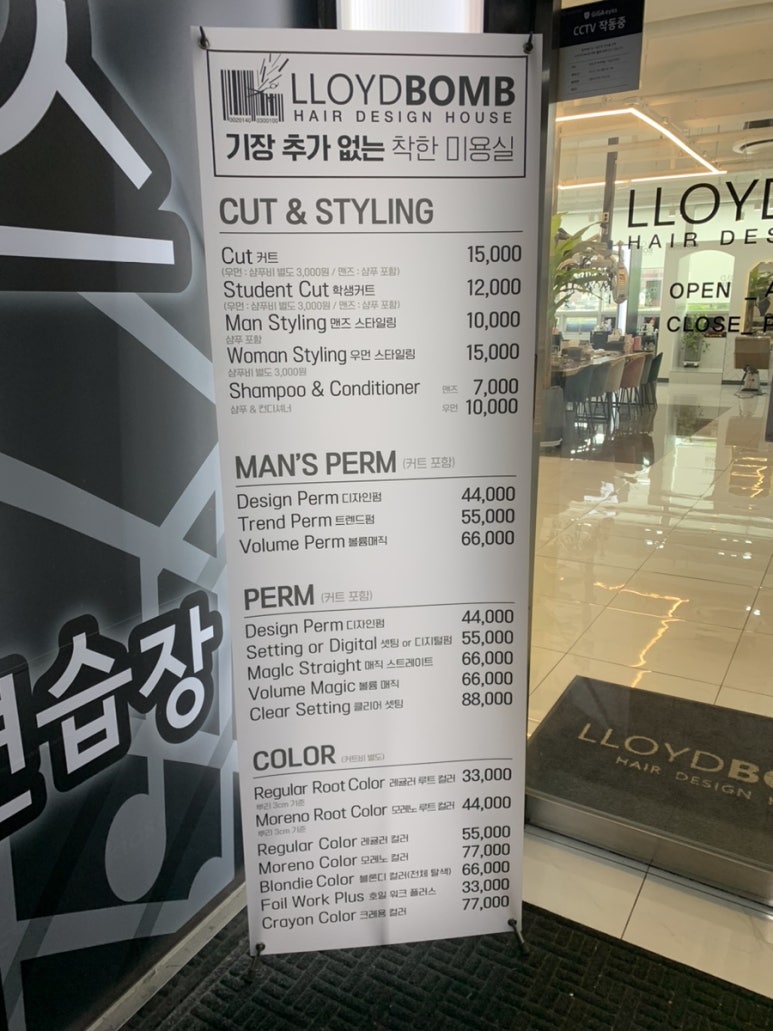 GiGAeyes
CCTV 작동중
LLOYDBOMB
HAIR DESIGN HOUSE
기장 추가 없는 착한 미용실
CUT & STYLING
Cut 커트 15,000
(우먼 : 샴푸비 별도 3,000원 / 맨즈 : 샴푸 포함)
Student Cut 학생커트 12,000
(우먼 : 샴푸비 별도 3,000원 / 맨즈 : 샴푸 포함)
Man Styling 맨즈 스타일링 10,000
샴푸 포함
Woman Styling 우먼 스타일링 15,000
샴푸비 별도 3,000원
Shampoo & Conditioner 맨즈 7,000
샴푸 & 컨디셔너 우먼 10,000
MAN'S PERM (커트 포함)
Design Perm 디자인펌 44,000
Trend Perm 트렌드펌 55,000
Volume Perm 볼륨매직 66,000
PERM (커트 포함)
Design Perm 디자인펌 44,000
Setting or Digital 셋팅 or 디지털펌 55,000
Magic Straight 매직 스트레이트 66,000
Volume Magic 볼륨 매직 66,000
Clear Setting 클리어 셋팅 88,000
COLOR (커트비 별도)
Regular Root Color 레귤러 루트 컬러 33,000
뿌리 3cm 기준
Moreno Root Color 모레노 루트 컬러 44,000
뿌리 3cm 기준
Regular Color 레귤러 컬러 55,000
Moreno Color 모레노 컬러 77,000
Blondie Color 블론디 컬러(전체 탈색) 66,000
Foil Work Plus 호일 워크 플러스 33,000
Crayon Color 크레용 컬러 77,000
LLOYD
HAIR DES
OPEN _ A
CLOSE_ P
스
습장
LLOYDBO
HAIR DESIGN